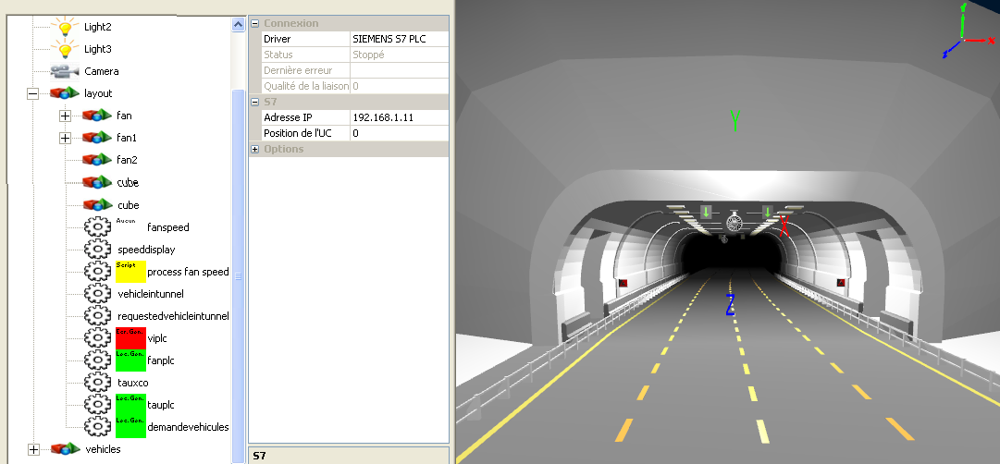 Light2
Light3
Camera
layout
fan
fan1
fan2
cube
cube
Aucun
fanspeed
speeddisplay
Script
process fan speed
vehicleintunnel
requestedvehicleintunnel
Ecr. Gen.
viplc
Lec. Gen.
fanplc
tauxco
Lec. Gen.
tauplc
Lec. Gen.
demandevehicules
vehicles
Connexion
Driver SIEMENS S7 PLC
Status Stoppé
Dernière erreur
Qualité de la liaison 0
S7
Adresse IP 192.168.1.11
Position de l'UC 0
Options
S7
Y
X
Z
Y
X
Z